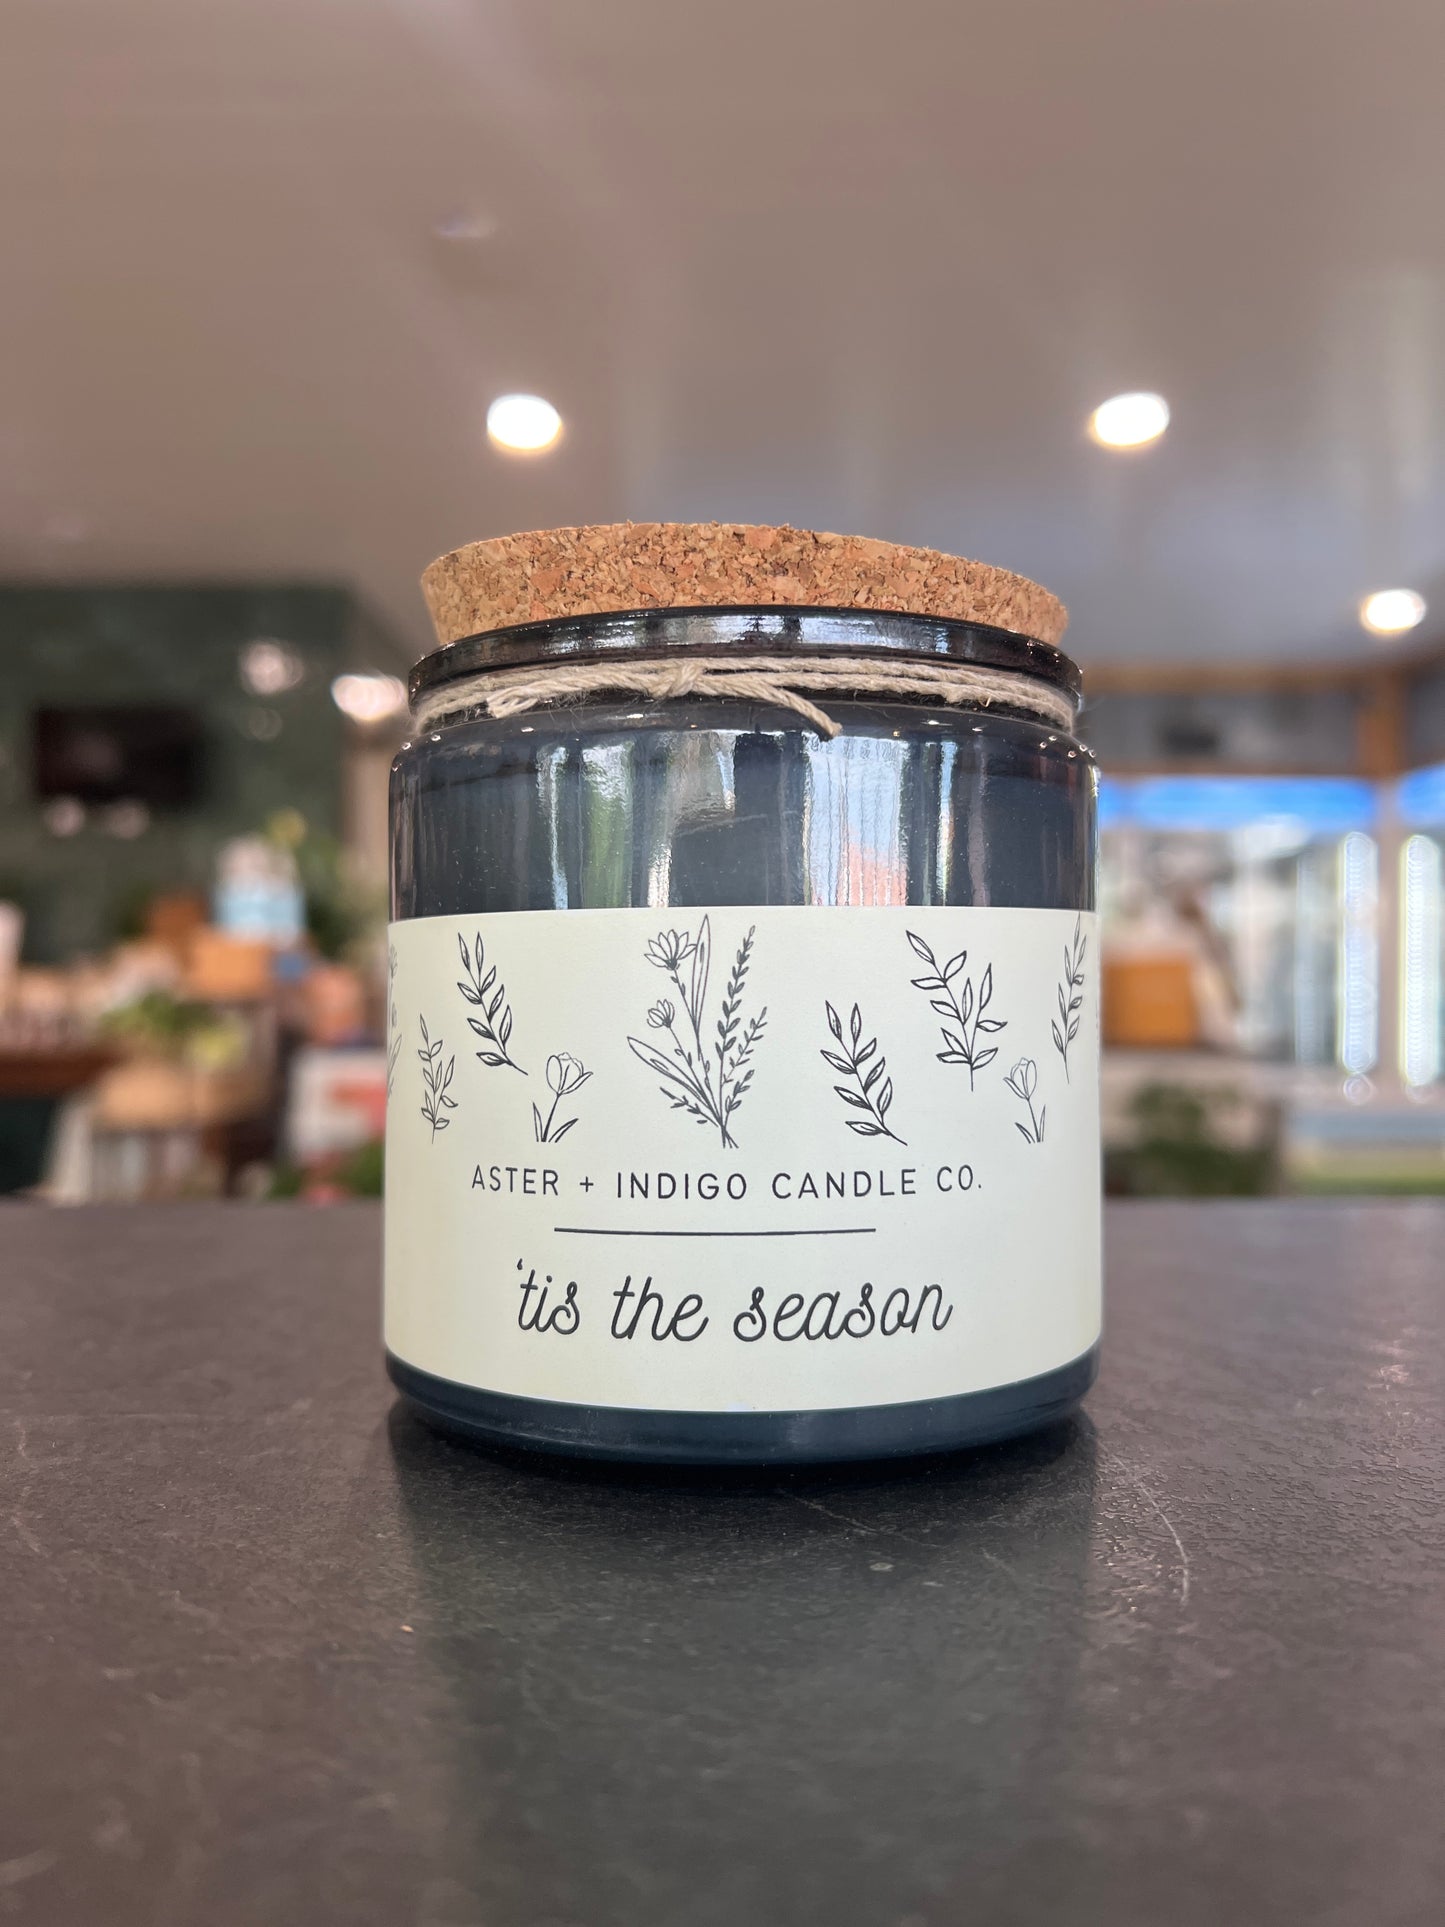 ASTER + INDIGO CANDLE CO.
'tis the season